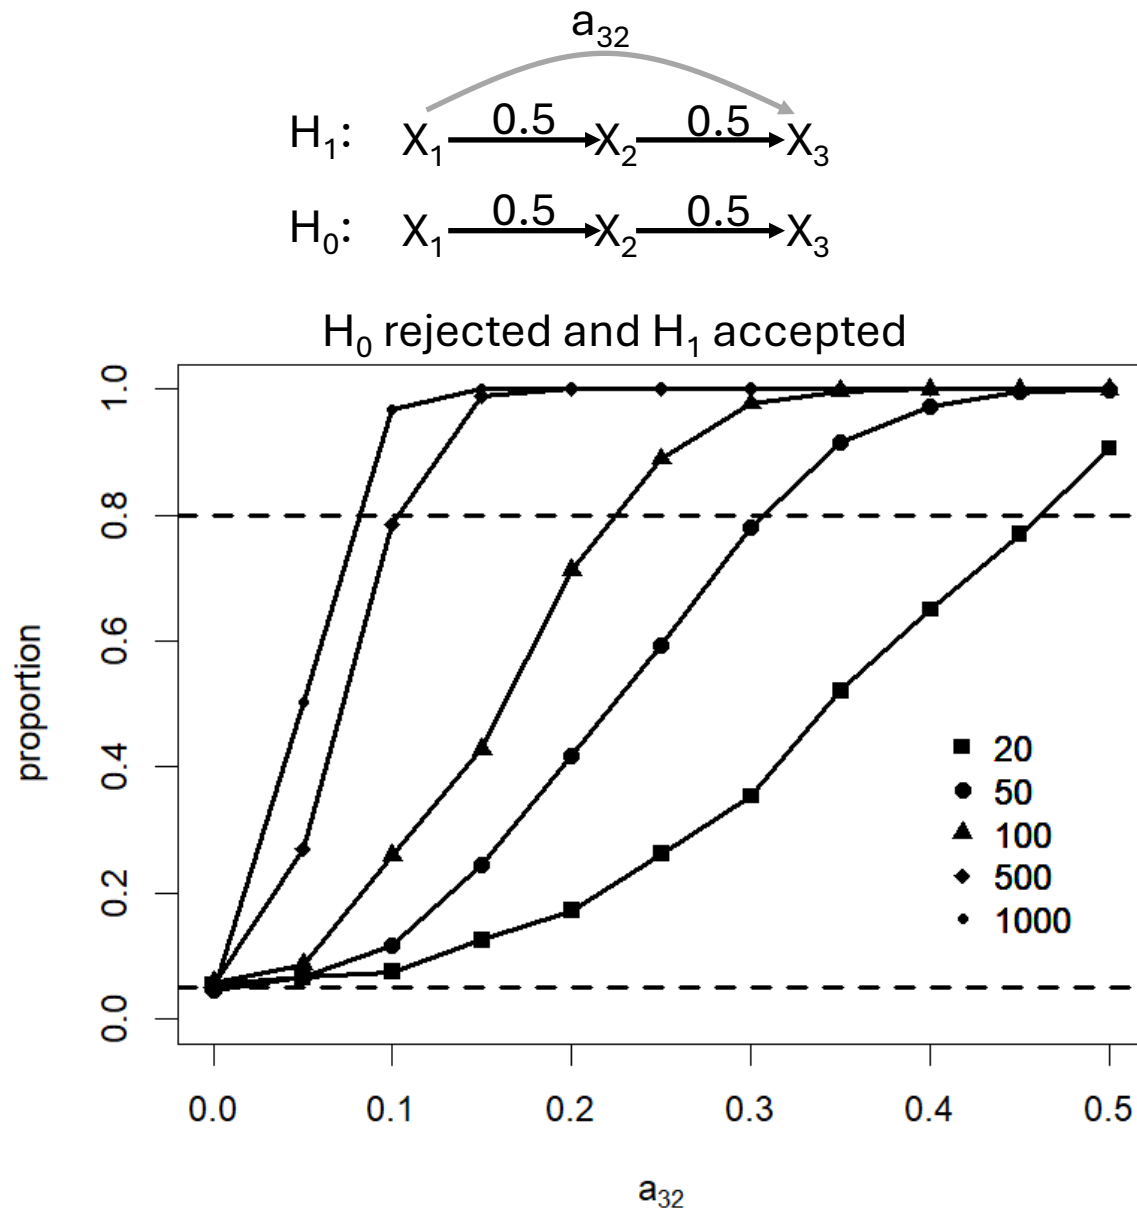 a₃₂
H₁: X₁ 0.5 X₂ 0.5 X₃
H₀: X₁ 0.5 X₂ 0.5 X₃
H₀ rejected and H₁ accepted
1.0
0.8
0.6
0.4
0.2
0.0
proportion
20
50
100
500
1000
0.0 0.1 0.2 0.3 0.4 0.5
a₃₂